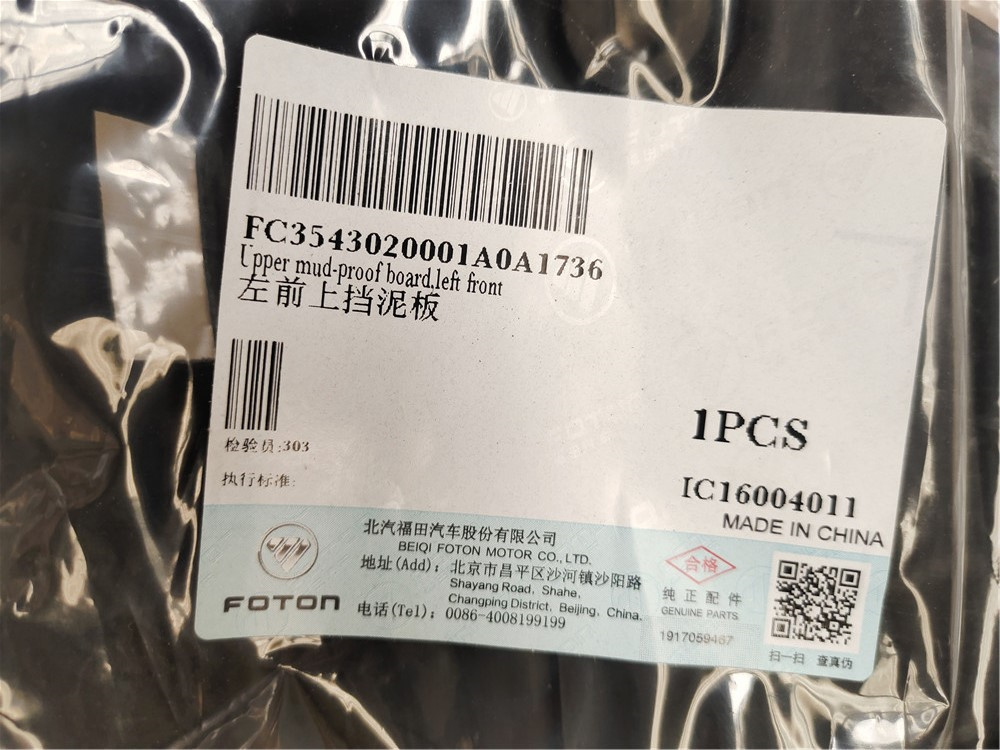 FC3543020001A0A1736
Upper mud-proof board,left front
左前上挡泥板
检验员:303
执行标准:
1PCS
IC16004011
MADE IN CHINA
FOTON
北汽福田汽车股份有限公司
BEIQI FOTON MOTOR CO., LTD.
地址(Add): 北京市昌平区沙河镇沙阳路
Shayang Road, Shahe,
Changping District, Beijing, China.
电话(Tel): 0086-4008199199
合格
纯正配件
GENUINE PARTS
1917059467
扫一扫 查真伪